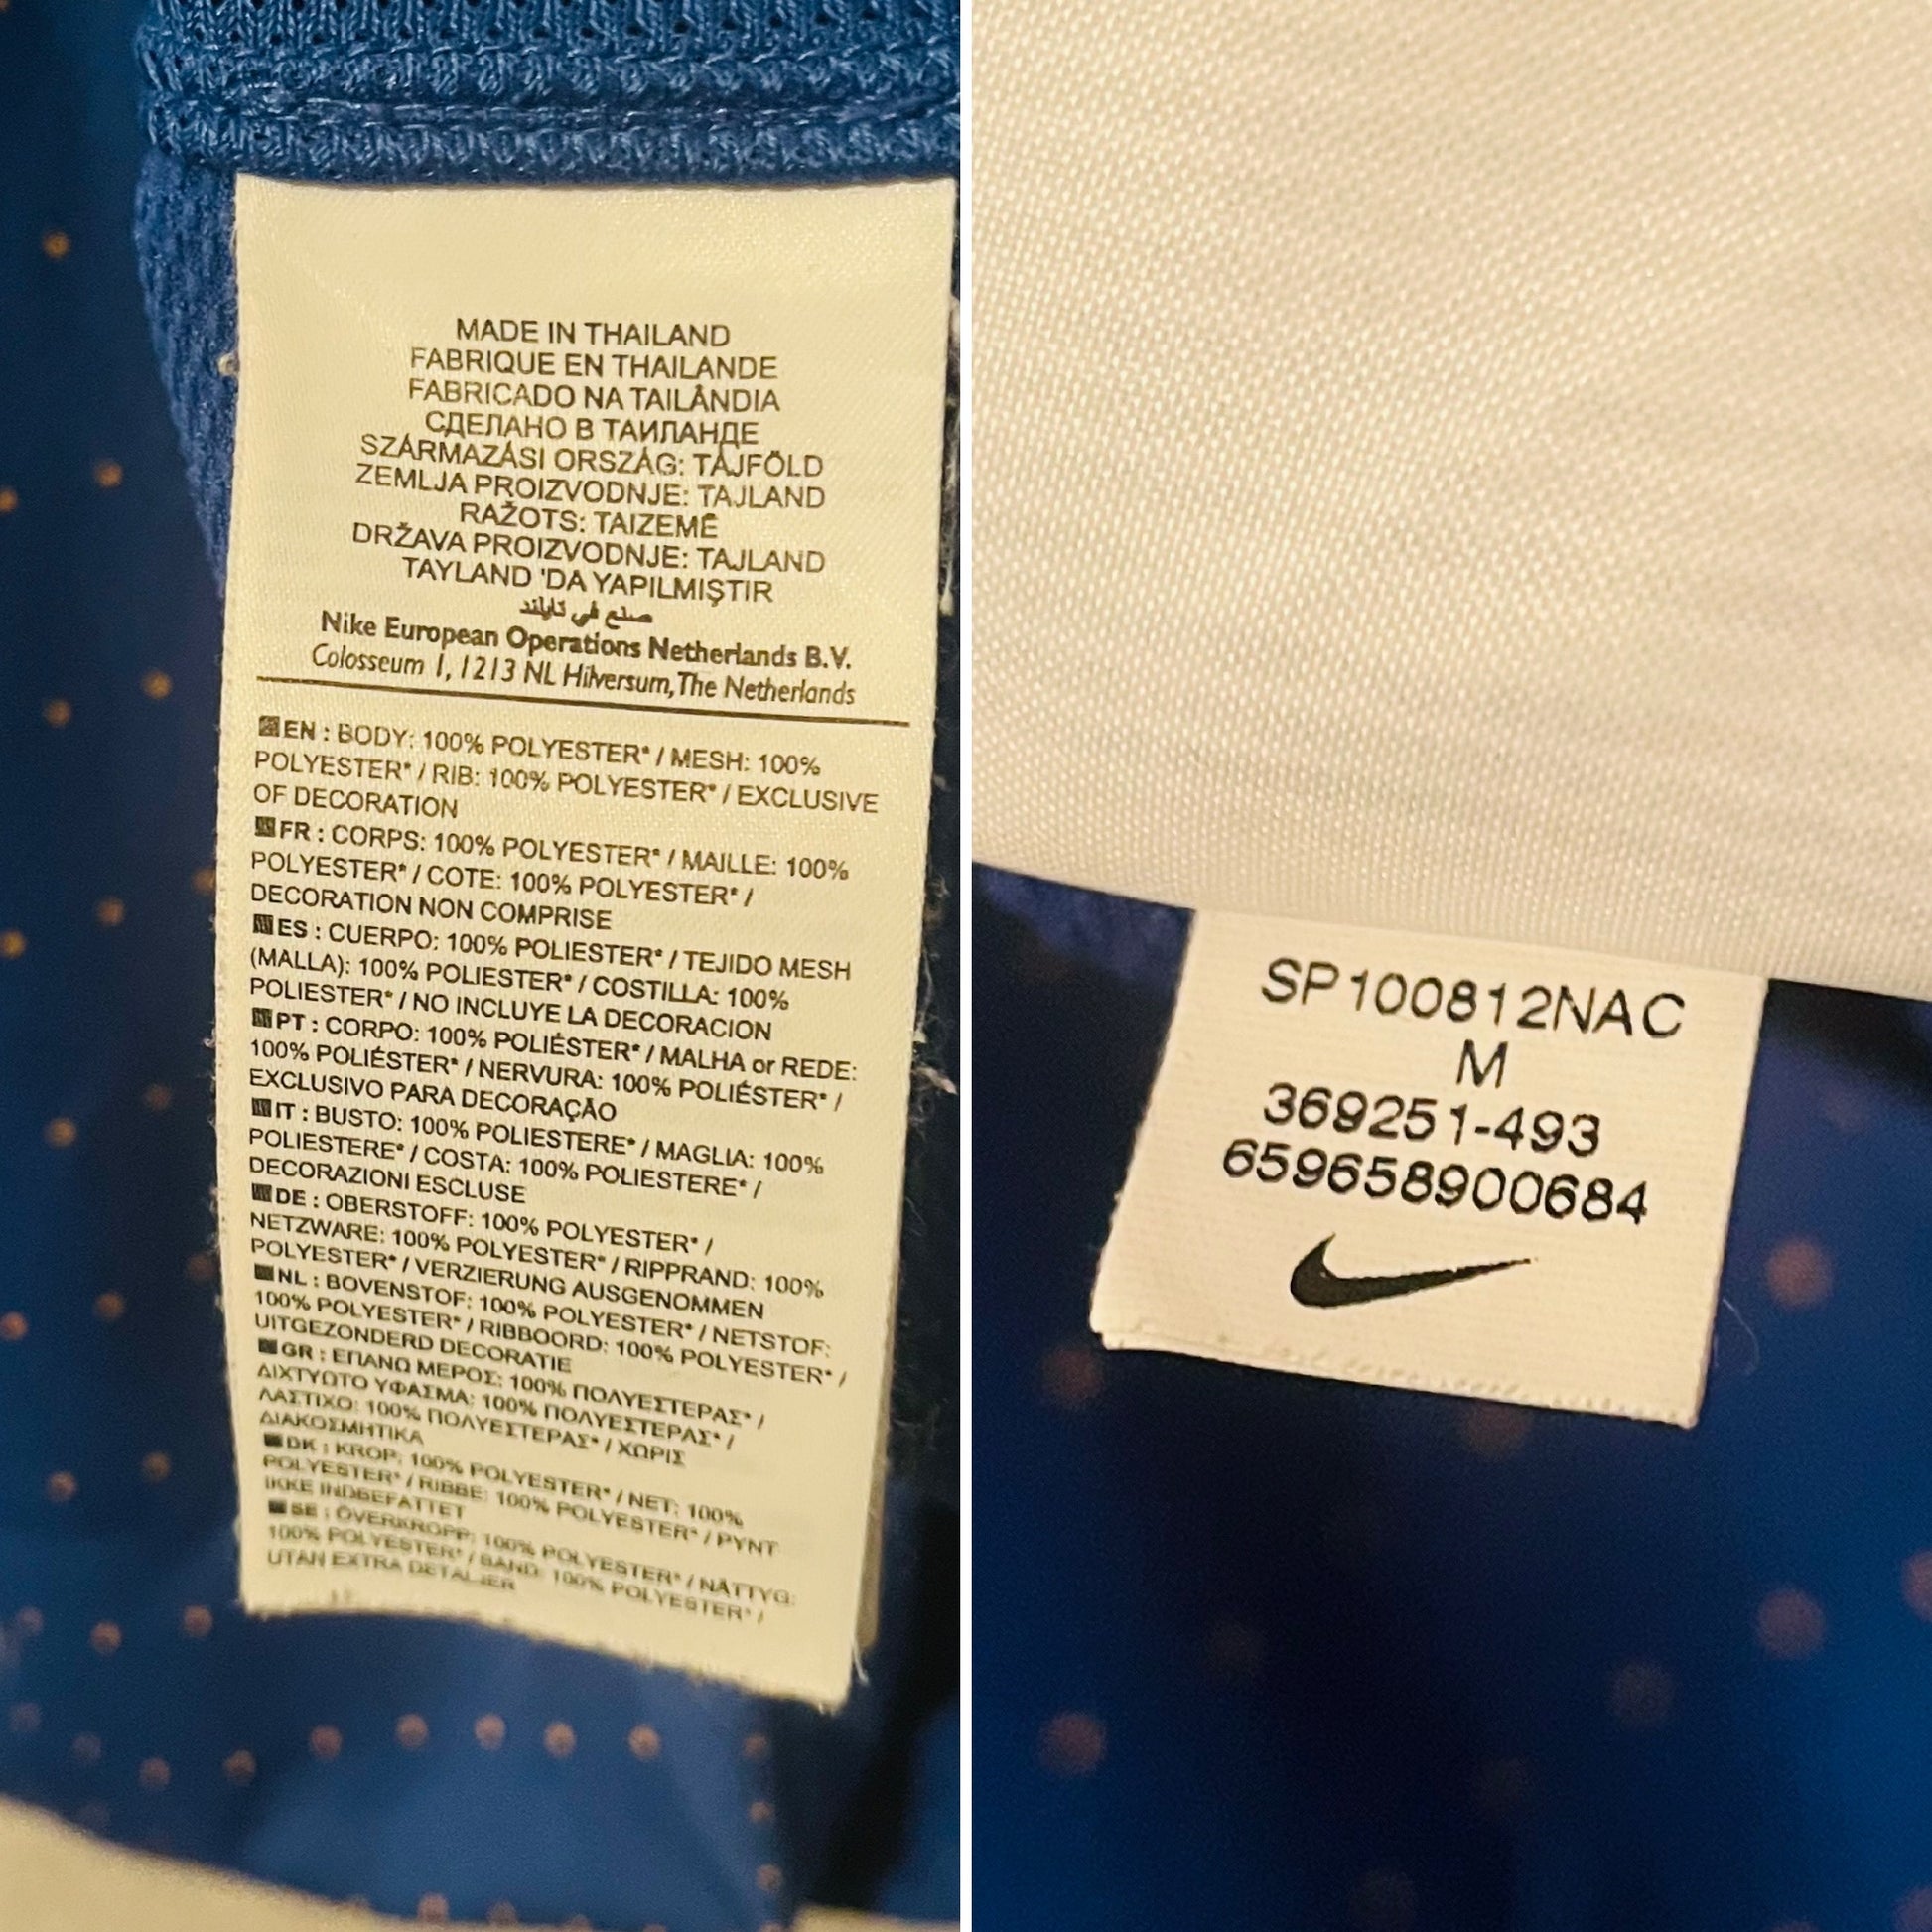 MADE IN THAILAND
FABRIQUE EN THAILANDE
FABRICADO NA TAILÂNDIA
СДЕЛАНО В ТАИЛАНДЕ
SZÁRMAZÁSI ORSZÁG: TÁJFÖLD
ZEMLJA PROIZVODNJE: TAJLAND
RAŽOTS: TAIZEMĒ
DRŽAVA PROIZVODNJE: TAJLAND
TAYLAND 'DA YAPILMIŞTIR
صنع في تايلند
Nike European Operations Netherlands B.V.
Colosseum 1, 1213 NL Hilversum, The Netherlands
EN : BODY: 100% POLYESTER* / MESH: 100%
POLYESTER* / RIB: 100% POLYESTER* / EXCLUSIVE
OF DECORATION
FR : CORPS: 100% POLYESTER* / MAILLE: 100%
POLYESTER* / COTE: 100% POLYESTER* /
DECORATION NON COMPRISE
ES : CUERPO: 100% POLIESTER* / TEJIDO MESH
(MALLA): 100% POLIESTER* / COSTILLA: 100%
POLIESTER* / NO INCLUYE LA DECORACION
PT : CORPO: 100% POLIÉSTER* / MALHA or REDE:
100% POLIÉSTER* / NERVURA: 100% POLIÉSTER* /
EXCLUSIVO PARA DECORAÇÃO
IT : BUSTO: 100% POLIESTERE* / MAGLIA: 100%
POLIESTERE* / COSTA: 100% POLIESTERE* /
DECORAZIONI ESCLUSE
DE : OBERSTOFF: 100% POLYESTER* /
NETZWARE: 100% POLYESTER* / RIPPRAND: 100%
POLYESTER* / VERZIERUNG AUSGENOMMEN
NL : BOVENSTOF: 100% POLYESTER* / NETSTOF:
100% POLYESTER* / RIBBOORD: 100% POLYESTER* /
UITGEZONDERD DECORATIE
GR : ΕΠΑΝΩ ΜΕΡΟΣ: 100% ΠΟΛΥΕΣΤΕΡΑΣ* /
ΔΙΧΤΥΩΤΟ ΥΦΑΣΜΑ: 100% ΠΟΛΥΕΣΤΕΡΑΣ* /
ΛΑΣΤΙΧΟ: 100% ΠΟΛΥΕΣΤΕΡΑΣ* / ΧΩΡΙΣ
ΔΙΑΚΟΣΜΗΤΙΚΑ
DK : KROP: 100% POLYESTER* / NET: 100%
POLYESTER* / RIBBE: 100% POLYESTER* / PYNT
IKKE INDBEFATTET
SE : ÖVERKROPP: 100% POLYESTER* / NÄTTYG:
100% POLYESTER* / BAND: 100% POLYESTER* /
UTAN EXTRA DETALJER
SP100812NAC
M
369251-493
659658900684